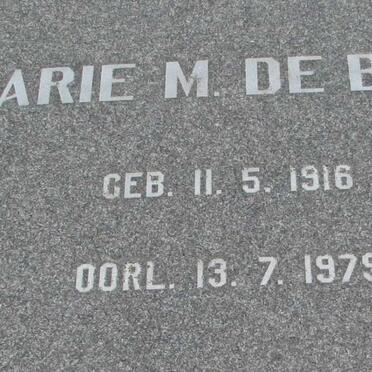 ARIE M. DE B
GEB. 11. 5. 1916
OORL. 13. 7. 1979